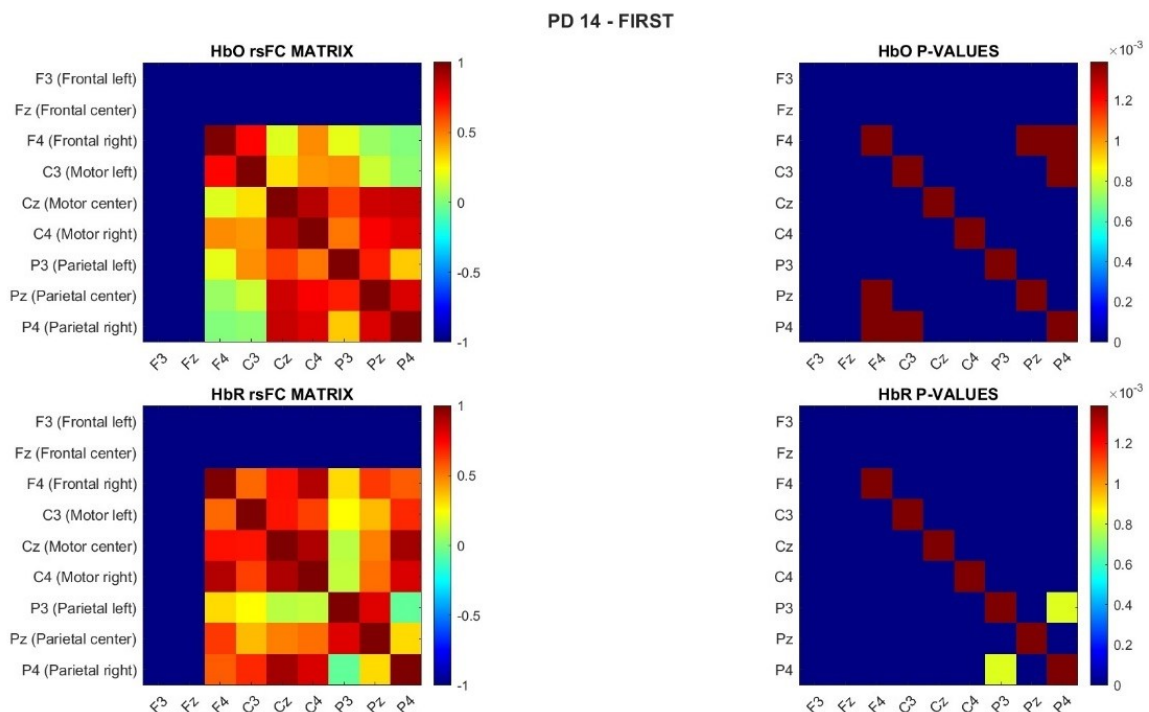 PD 14 - FIRST
HbO rsFC MATRIX
F3 (Frontal left)
Fz (Frontal center)
F4 (Frontal right)
C3 (Motor left)
Cz (Motor center)
C4 (Motor right)
P3 (Parietal left)
Pz (Parietal center)
P4 (Parietal right)
F3 Fz F4 C3 Cz C4 P3 Pz P4
1
0.5
0
-0.5
-1
HbO P-VALUES
×10⁻³
F3
Fz
F4
C3
Cz
C4
P3
Pz
P4
F3 Fz F4 C3 Cz C4 P3 Pz P4
1.2
1
0.8
0.6
0.4
0.2
0
HbR rsFC MATRIX
F3 (Frontal left)
Fz (Frontal center)
F4 (Frontal right)
C3 (Motor left)
Cz (Motor center)
C4 (Motor right)
P3 (Parietal left)
Pz (Parietal center)
P4 (Parietal right)
F3 Fz F4 C3 Cz C4 P3 Pz P4
1
0.5
0
-0.5
-1
HbR P-VALUES
×10⁻³
F3
Fz
F4
C3
Cz
C4
P3
Pz
P4
F3 Fz F4 C3 Cz C4 P3 Pz P4
1.2
1
0.8
0.6
0.4
0.2
0